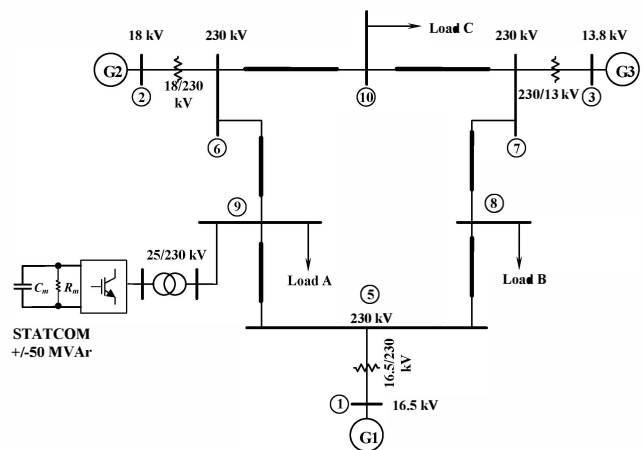 Load C
18 kV
230 kV
230 kV
13.8 kV
G2
G3
18/230
kV
230/13 kV
2
10
3
6
7
9
8
25/230 kV
Load A
Load B
Cm
Rm
5
STATCOM
+/-50 MVAr
230 kV
16.5/230
kV
1
16.5 kV
G1